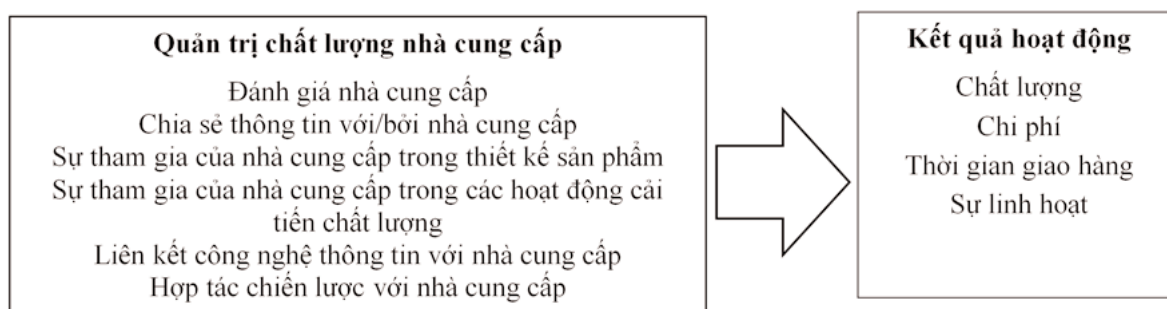 Quản trị chất lượng nhà cung cấp
Đánh giá nhà cung cấp
Chia sẻ thông tin với/bởi nhà cung cấp
Sự tham gia của nhà cung cấp trong thiết kế sản phẩm
Sự tham gia của nhà cung cấp trong các hoạt động cải
tiến chất lượng
Liên kết công nghệ thông tin với nhà cung cấp
Hợp tác chiến lược với nhà cung cấp
Kết quả hoạt động
Chất lượng
Chi phí
Thời gian giao hàng
Sự linh hoạt